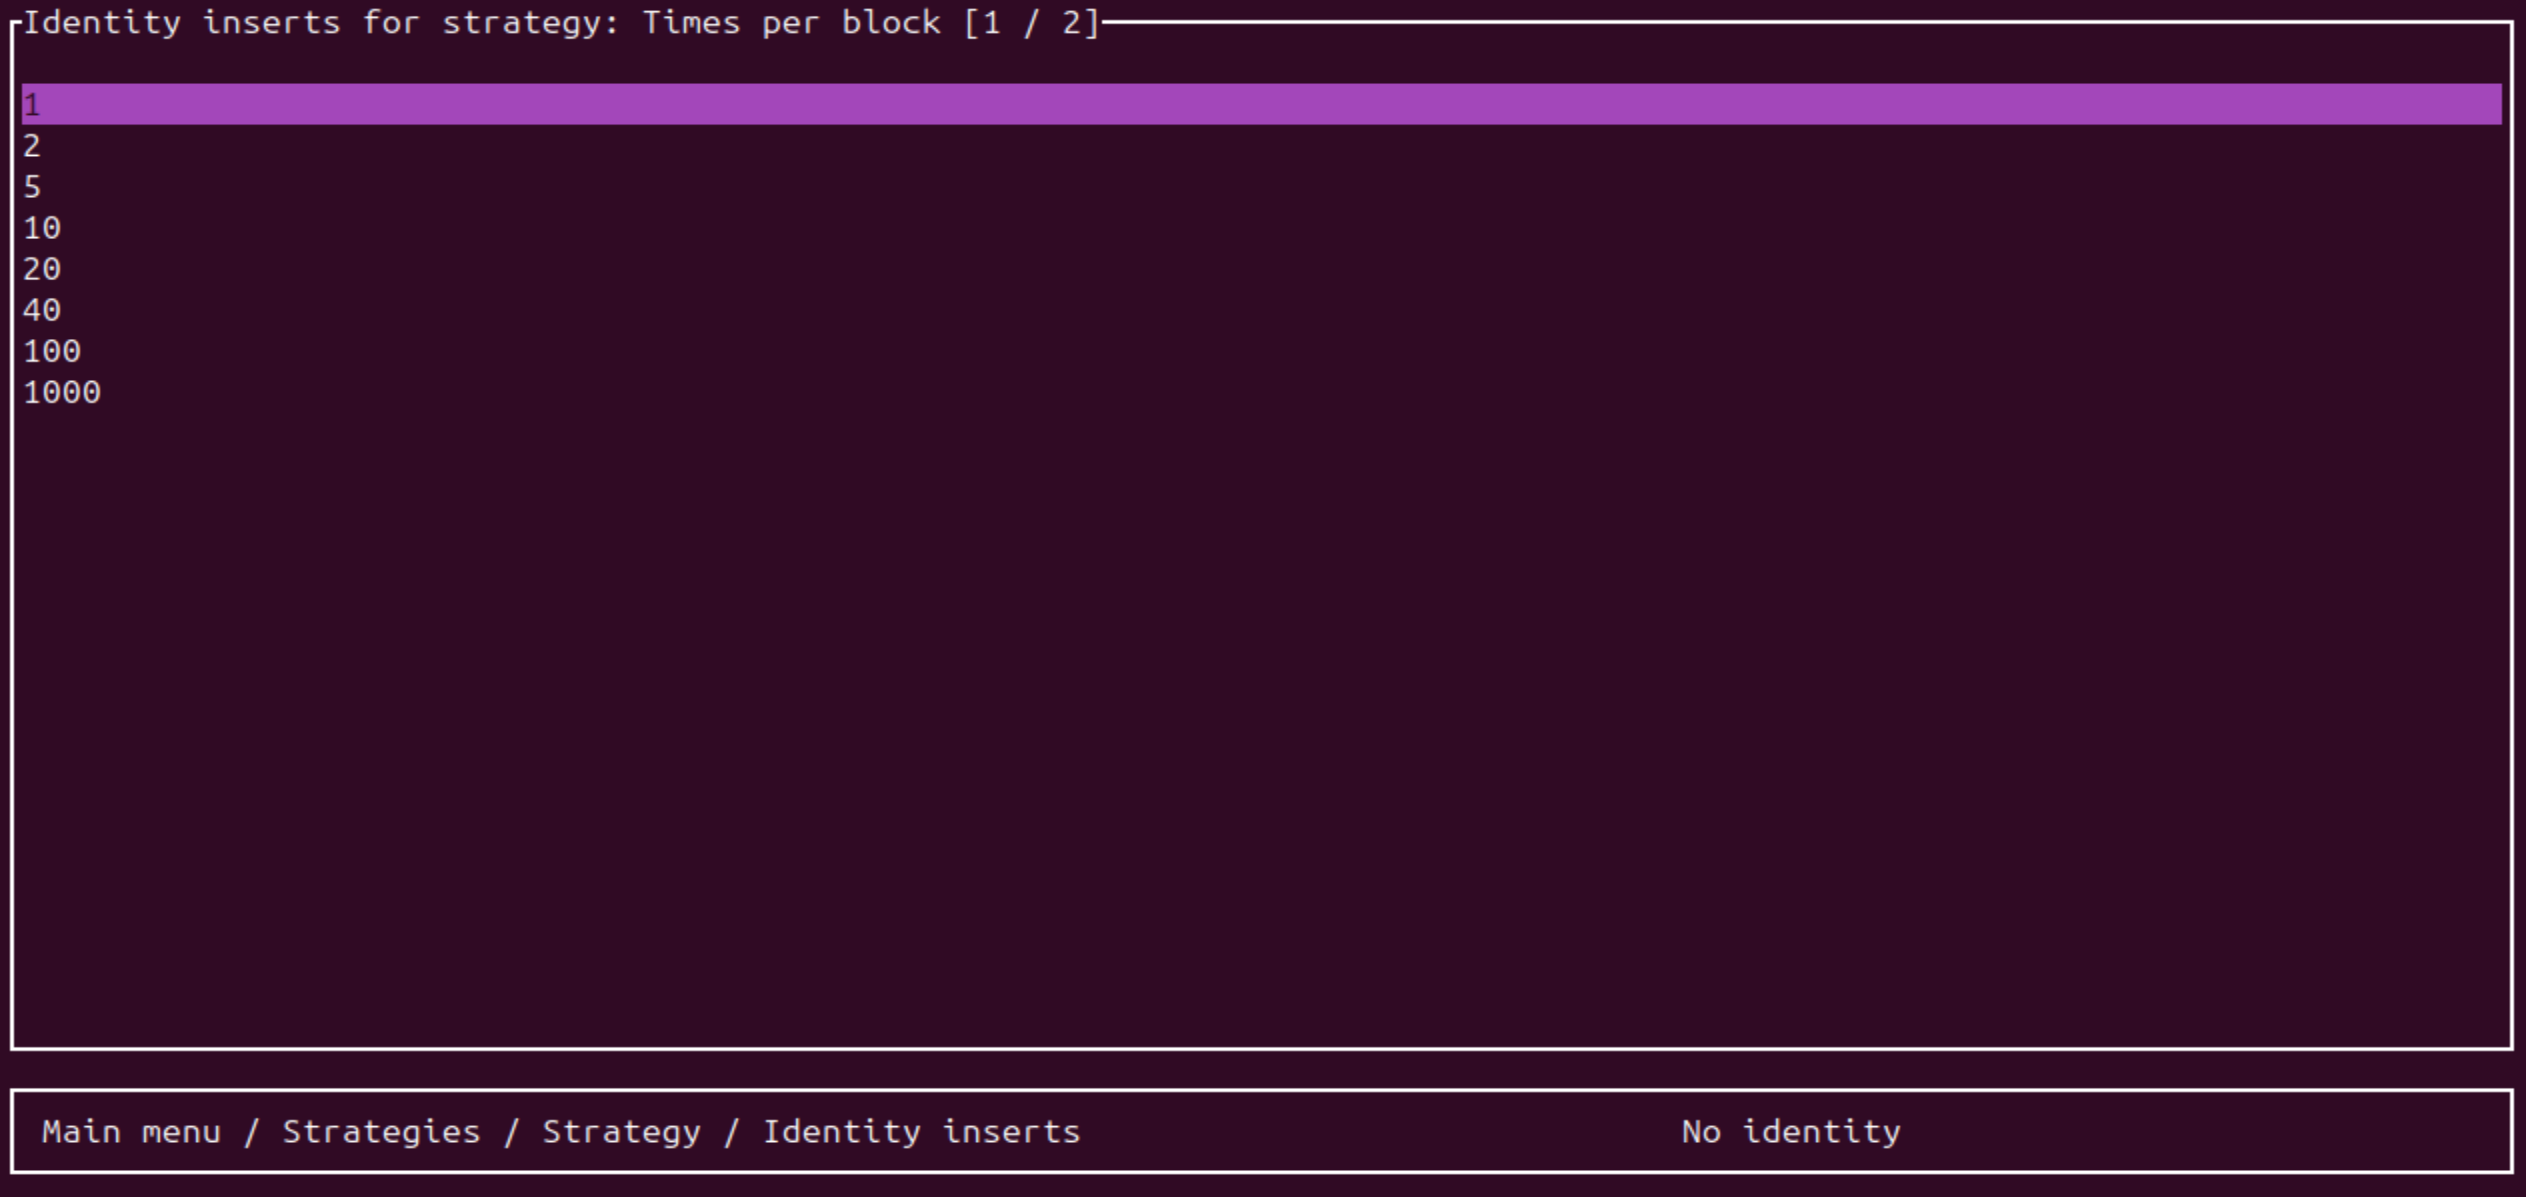 Identity inserts for strategy: Times per block [1 / 2]
1
2
5
10
20
40
100
1000
Main menu / Strategies / Strategy / Identity inserts
No identity